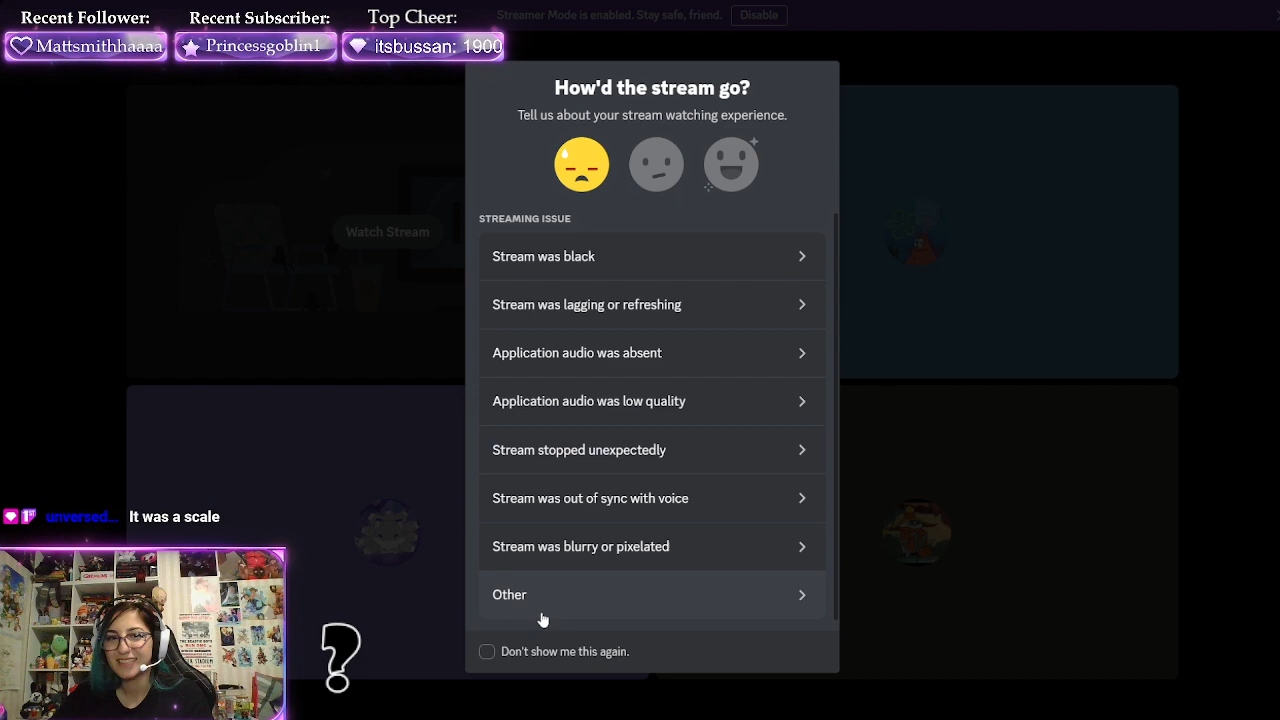 Recent Follower:
Recent Subscriber:
Top Cheer:
Streamer Mode is enabled. Stay safe, friend.
Disable
Mattsmithhaaaa
Princessgoblin1
itsbussan: 1900
How'd the stream go?
Tell us about your stream watching experience.
STREAMING ISSUE
Watch Stream
Stream was black
Stream was lagging or refreshing
Application audio was absent
Application audio was low quality
Stream stopped unexpectedly
Stream was out of sync with voice
unversed... It was a scale
Stream was blurry or pixelated
Other
Don't show me this again.
?